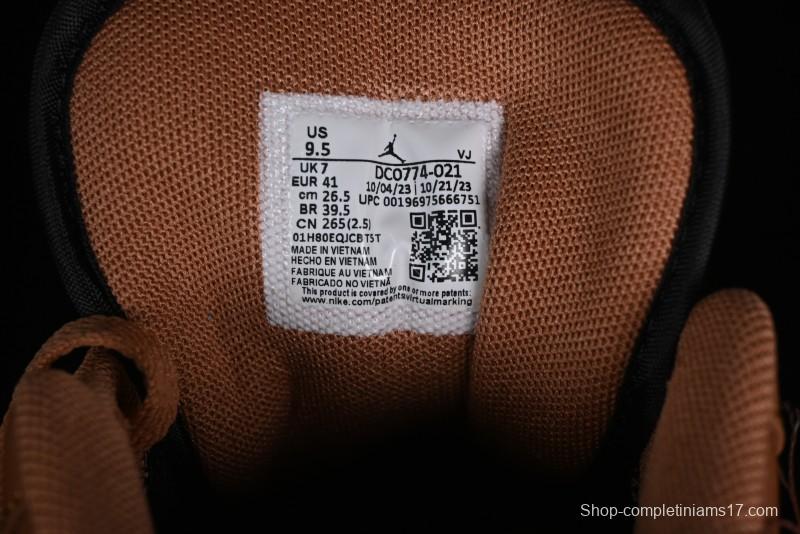 US
9.5
VJ
UK 7
DC0774-021
EUR 41
10/04/23 | 10/21/23
cm 26.5
UPC 00196975666751
BR 39.5
CN 265(2.5)
01H80EQJCBT5T
MADE IN VIETNAM
HECHO EN VIETNAM
FABRIQUE AU VIETNAM
FABRICADO NO VIETNÃ
This product is covered by one or more patents:
www.nike.com/patentsvirtualmarking
Shop-completiniams17.com/